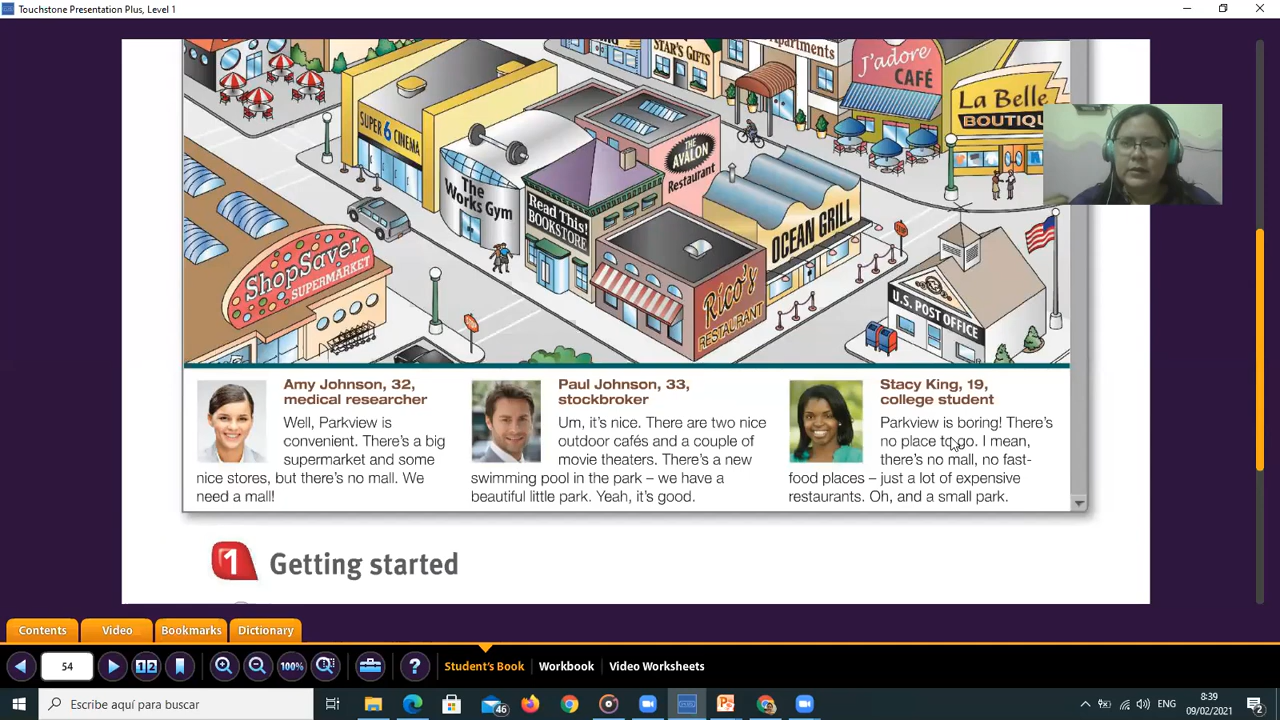 Touchstone Presentation Plus, Level 1
STAR'S GIFTS
Apartments
J'adore
CAFÉ
La Belle
BOUTIQUE
SUPER 6 CINEMA
The
Works Gym
THE
AVALON
Restaurant
Read This!
BOOKSTORE
OCEAN GRILL
ShopSaver
SUPERMARKET
Rico's
RESTAURANT
U.S. POST OFFICE
STOP
Amy Johnson, 32,
medical researcher
Well, Parkview is
convenient. There's a big
supermarket and some
nice stores, but there's no mall. We
need a mall!
Paul Johnson, 33,
stockbroker
Um, it's nice. There are two nice
outdoor cafés and a couple of
movie theaters. There's a new
swimming pool in the park – we have a
beautiful little park. Yeah, it's good.
Stacy King, 19,
college student
Parkview is boring! There's
no place to go. I mean,
there's no mall, no fast-
food places – just a lot of expensive
restaurants. Oh, and a small park.
1 Getting started
Contents
Video
Bookmarks
Dictionary
54
12
100%
?
Student's Book
Workbook
Video Worksheets
Escribe aquí para buscar
46
ENG
8:39
09/02/2021
2